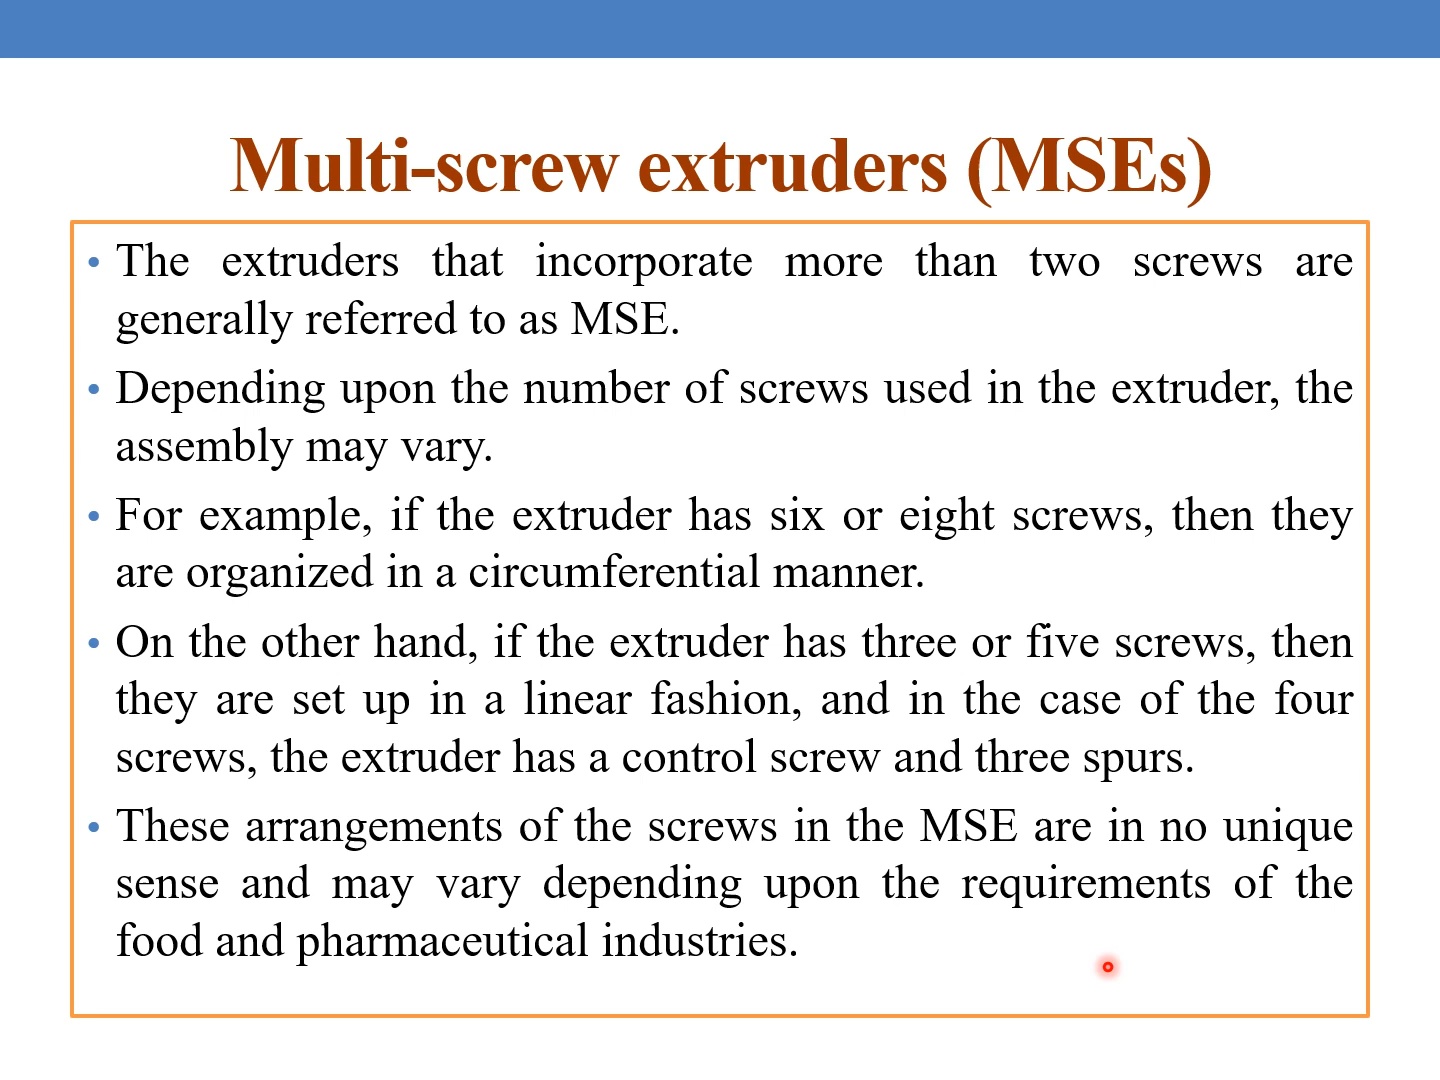 Multi-screw extruders (MSEs)
• The extruders that incorporate more than two screws are
generally referred to as MSE.
• Depending upon the number of screws used in the extruder, the
assembly may vary.
• For example, if the extruder has six or eight screws, then they
are organized in a circumferential manner.
• On the other hand, if the extruder has three or five screws, then
they are set up in a linear fashion, and in the case of the four
screws, the extruder has a control screw and three spurs.
• These arrangements of the screws in the MSE are in no unique
sense and may vary depending upon the requirements of the
food and pharmaceutical industries.